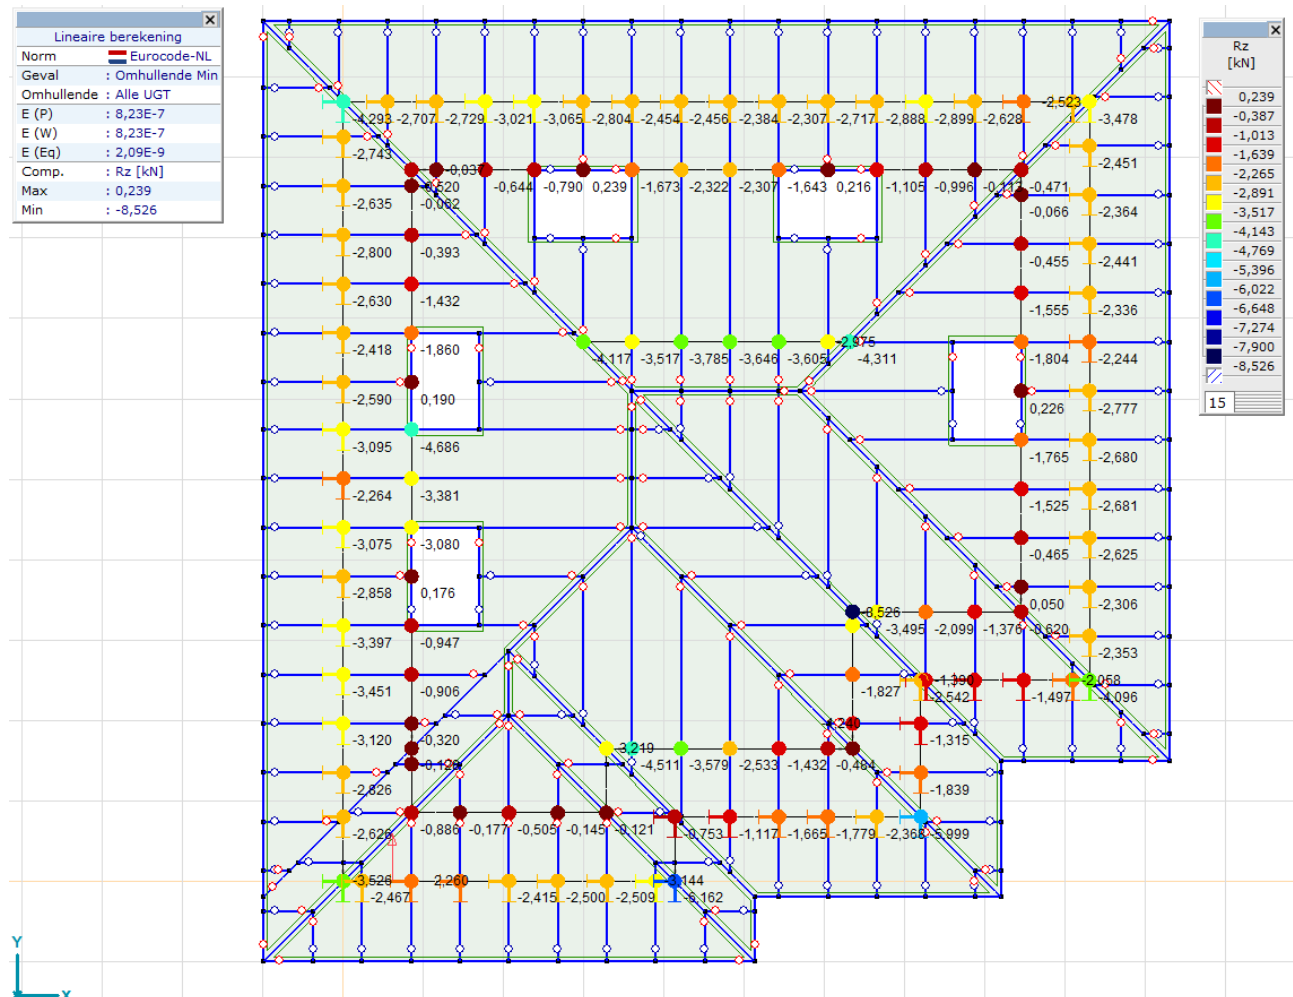 Lineaire berekening
Norm Eurocode-NL
Geval : Omhullende Min
Omhullende : Alle UGT
E (P) : 8,23E-7
E (W) : 8,23E-7
E (Eq) : 2,09E-9
Comp. : Rz [kN]
Max : 0,239
Min : -8,526
Rz
[kN]
0,239
-0,387
-1,013
-1,639
-2,265
-2,891
-3,517
-4,143
-4,769
-5,396
-6,022
-6,648
-7,274
-7,900
-8,526
15
-2,523
-4,293 -2,707 -2,729 -3,021 -3,065 -2,804 -2,454 -2,456 -2,384 -2,307 -2,717 -2,888 -2,899 -2,628 -3,478
-2,743 -2,451
-0,037
-0,644 -0,790 0,239 -1,673 -2,322 -2,307 -1,643 0,216 -1,105 -0,996 -0,471
-2,635 -0,062 -0,066 -2,364
-2,800 -0,393 -0,455 -2,441
-2,630 -1,432 -1,555 -2,336
-2,418 -1,860 -1,804 -2,244
-4,117 -3,517 -3,785 -3,646 -3,605 -4,311
-2,590 0,190 0,226 -2,777
-3,095 -4,686 -1,765 -2,680
-2,264 -3,381 -1,525 -2,681
-3,075 -3,080 -0,465 -2,625
-2,858 0,176 0,050 -2,306
-8,526
-3,495 -2,099 -1,376 -0,620
-3,397 -0,947 -2,353
-3,451 -0,906 -1,827 -1,390 -2,542 -1,497 -2,058 -4,096
-3,120 -0,320 -1,315
-3,219
-4,511 -3,579 -2,533 -1,432 -0,484
-2,826 -1,839
-2,626 -0,886 -0,177 -0,505 -0,145 -0,121 -0,753 -1,117 -1,665 -1,779 -2,368 -5,999
-3,526 -2,260
-2,467 -2,415 -2,500 -2,509 -6,162
Y
X